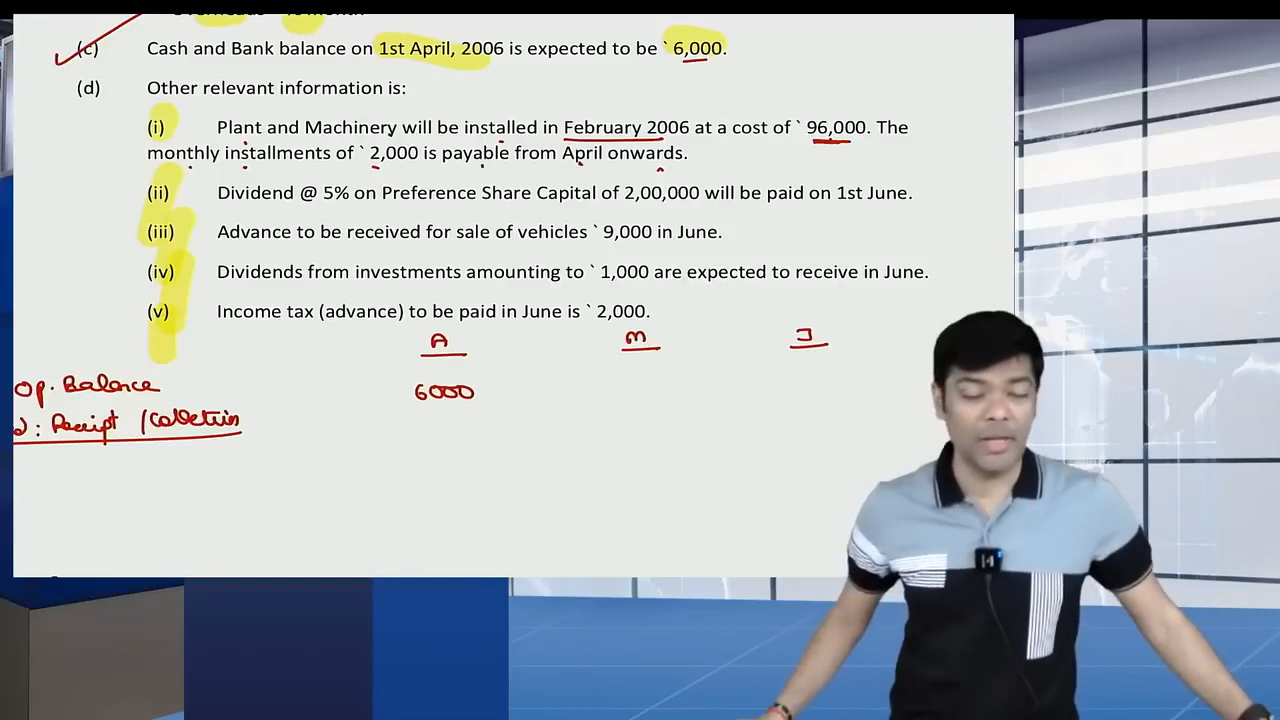 (c) Cash and Bank balance on 1st April, 2006 is expected to be ` 6,000.
(d) Other relevant information is:
(i) Plant and Machinery will be installed in February 2006 at a cost of ` 96,000. The
monthly installments of ` 2,000 is payable from April onwards.
(ii) Dividend @ 5% on Preference Share Capital of 2,00,000 will be paid on 1st June.
(iii) Advance to be received for sale of vehicles ` 9,000 in June.
(iv) Dividends from investments amounting to ` 1,000 are expected to receive in June.
(v) Income tax (advance) to be paid in June is ` 2,000.
A M J
Op. Balance 6000
: Receipt /